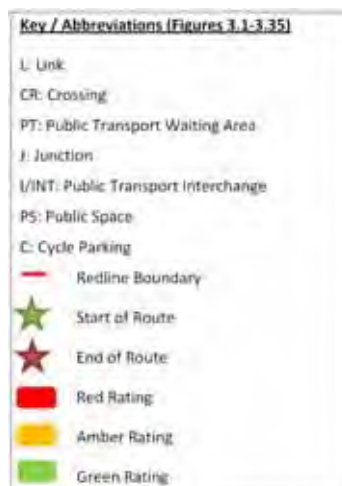 Key / Abbreviations (Figures 3.1-3.35)
L: Link
CR: Crossing
PT: Public Transport Waiting Area
J: Junction
I/INT: Public Transport Interchange
PS: Public Space
C: Cycle Parking
Redline Boundary
Start of Route
End of Route
Red Rating
Amber Rating
Green Rating